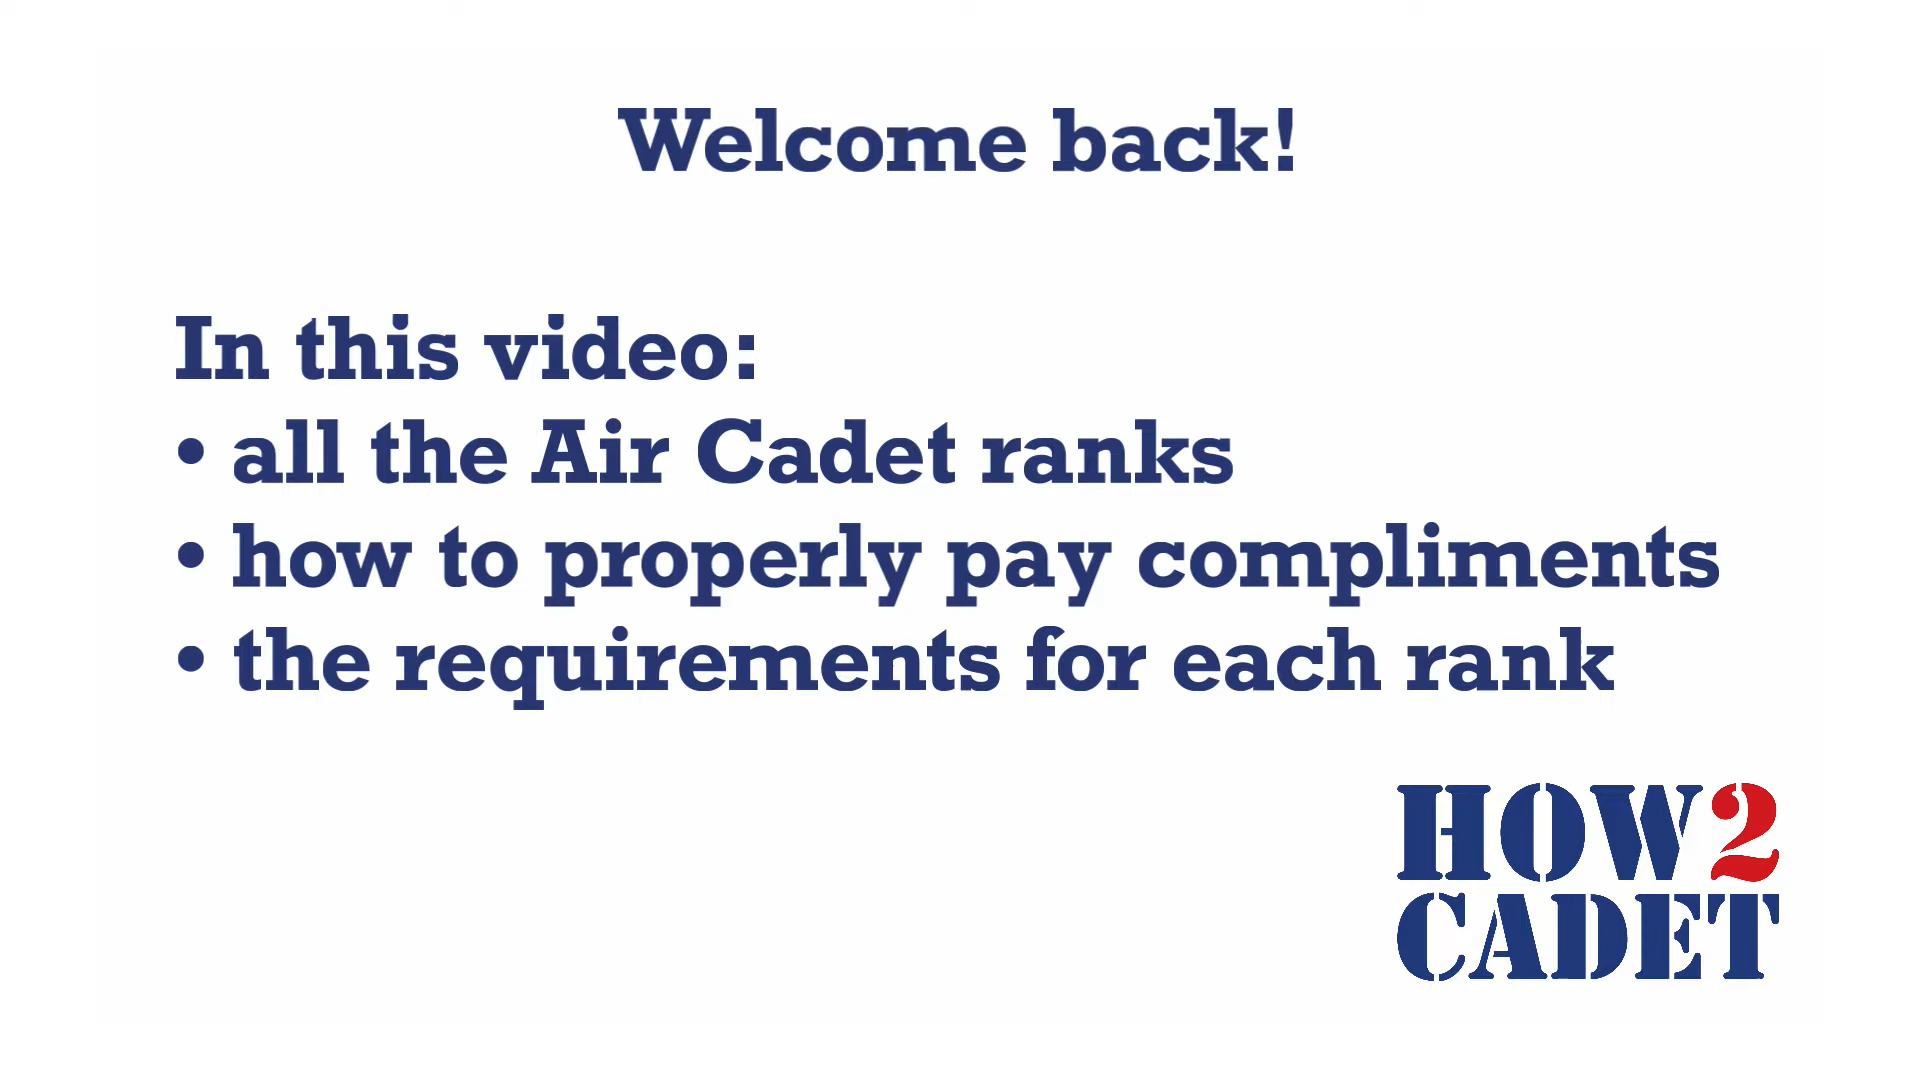 Welcome back!
In this video:
• all the Air Cadet ranks
• how to properly pay compliments
• the requirements for each rank
HOW2
CADET